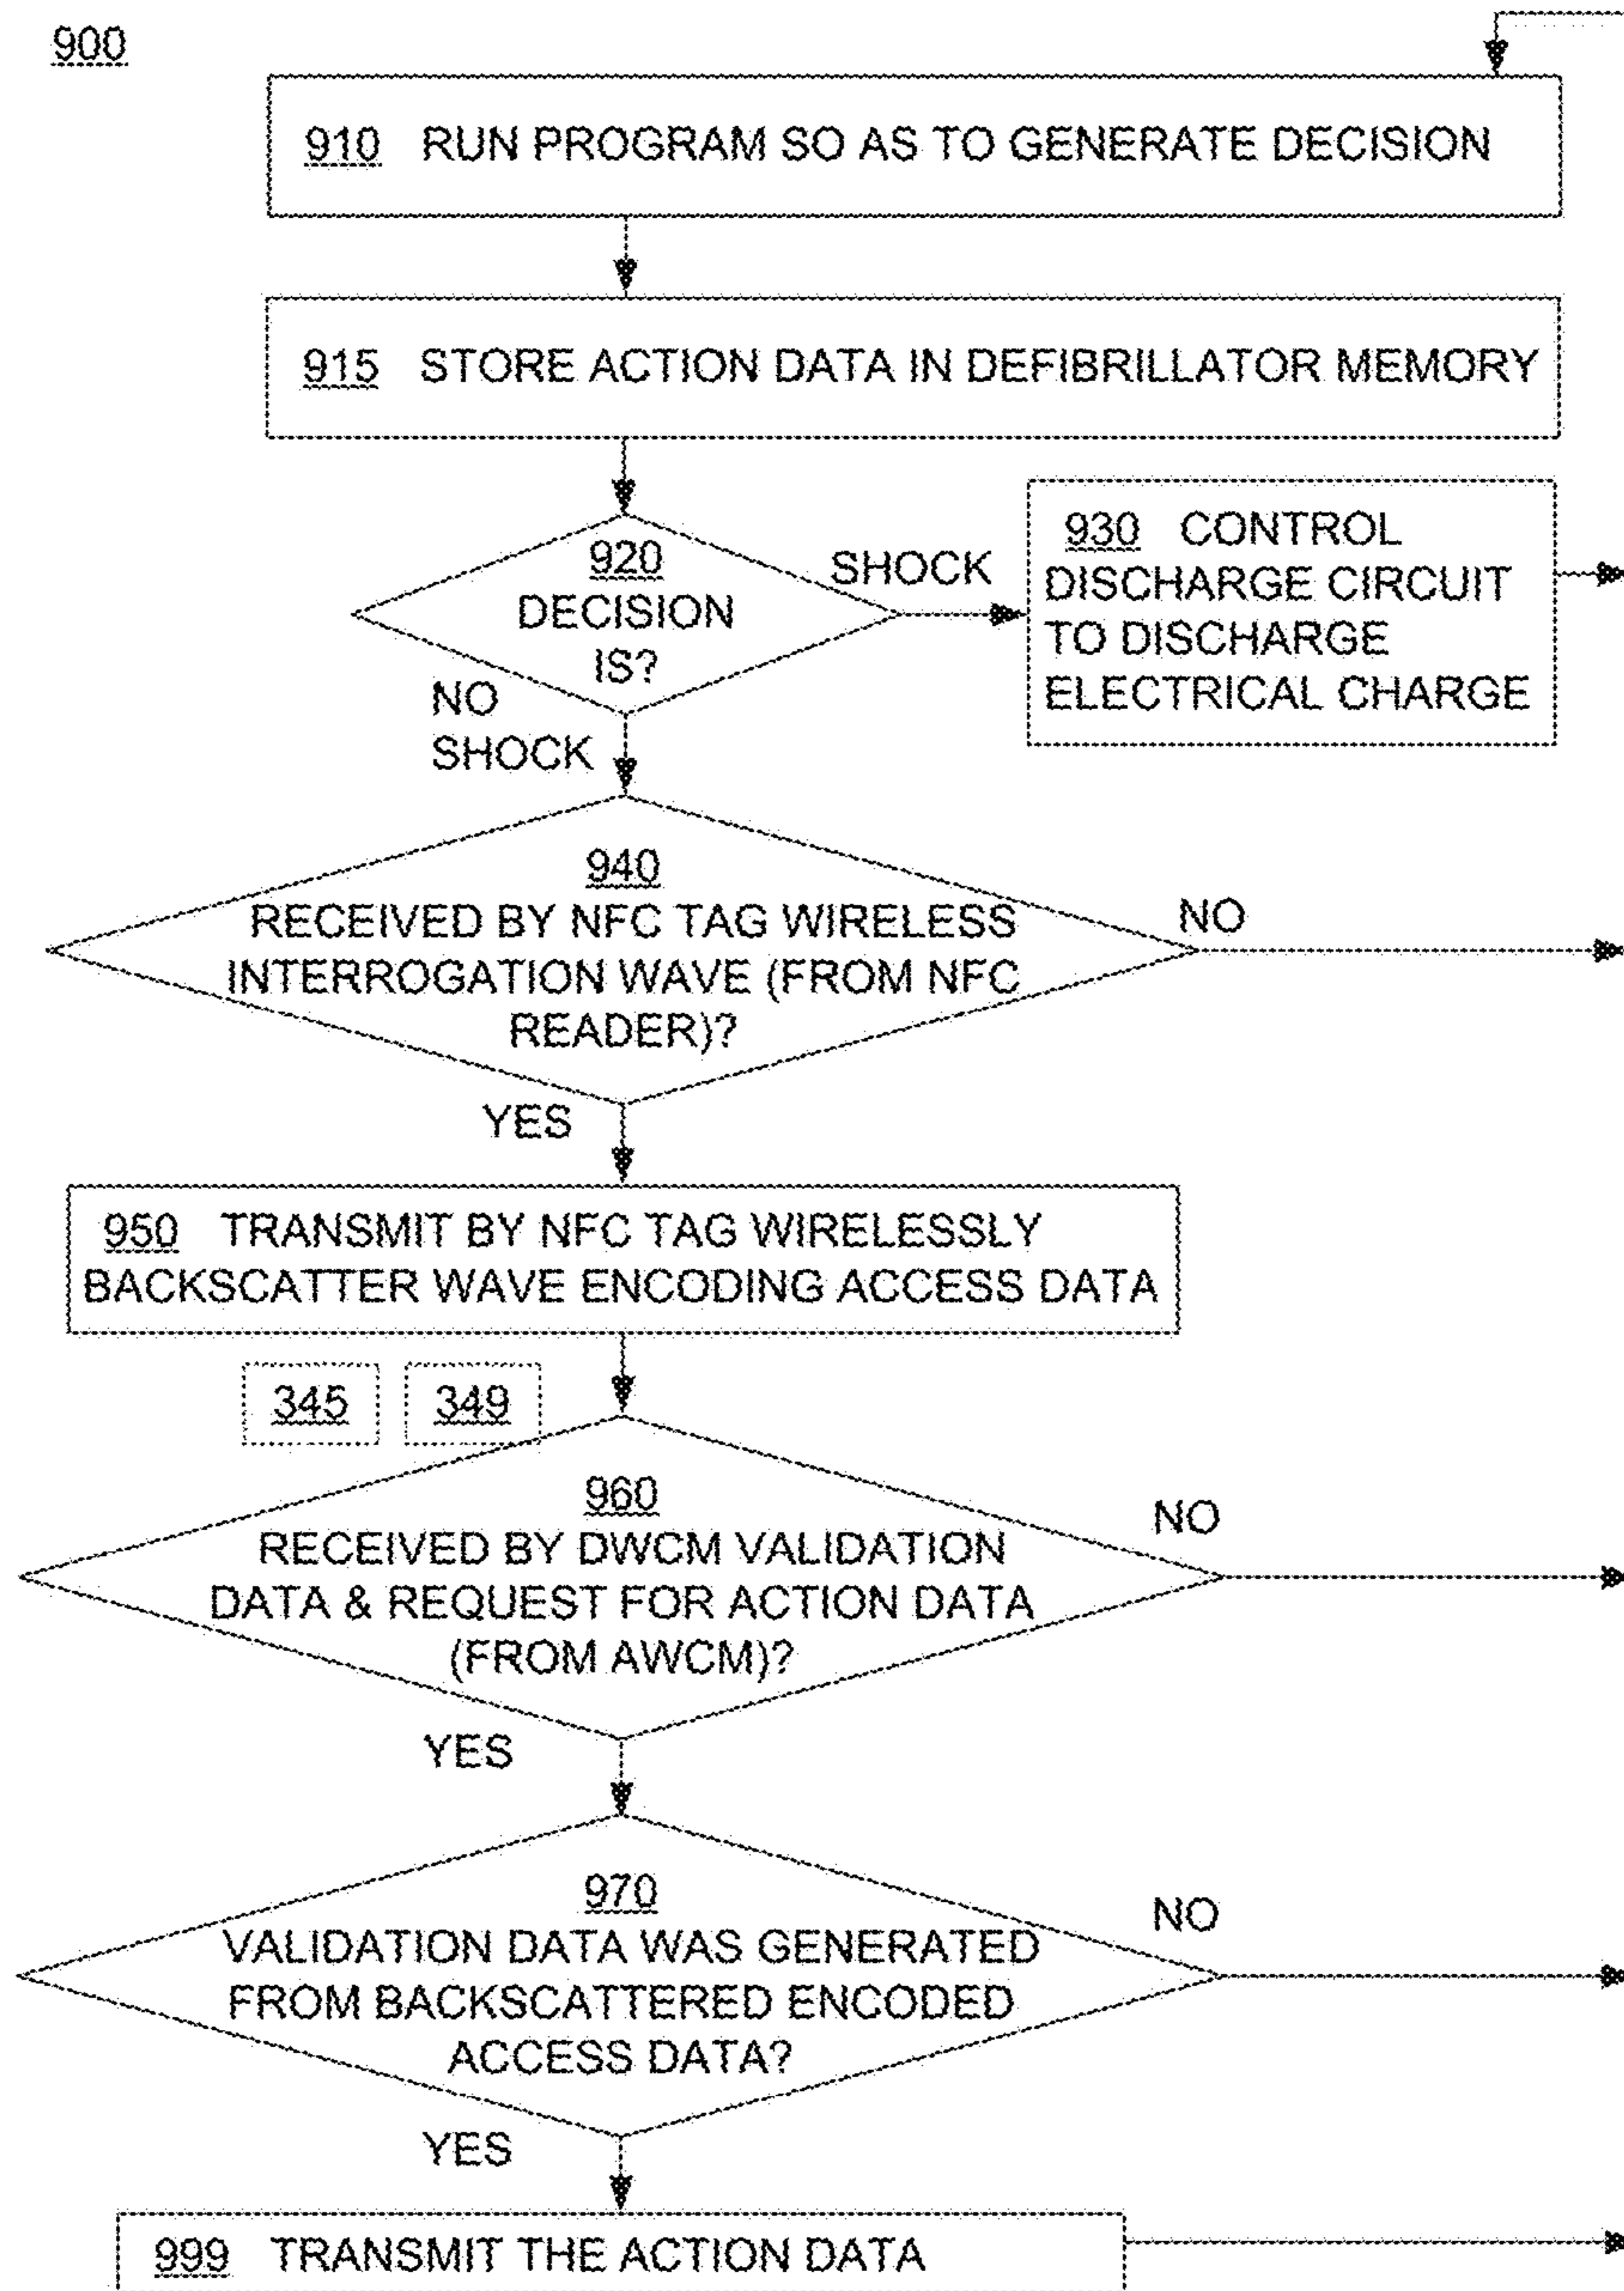 900
910 RUN PROGRAM SO AS TO GENERATE DECISION
915 STORE ACTION DATA IN DEFIBRILLATOR MEMORY
920
DECISION
IS?
SHOCK
930 CONTROL
DISCHARGE CIRCUIT
TO DISCHARGE
ELECTRICAL CHARGE
NO
SHOCK
940
RECEIVED BY NFC TAG WIRELESS
INTERROGATION WAVE (FROM NFC
READER)?
NO
YES
950 TRANSMIT BY NFC TAG WIRELESSLY
BACKSCATTER WAVE ENCODING ACCESS DATA
345 349
960
RECEIVED BY DWCM VALIDATION
DATA & REQUEST FOR ACTION DATA
(FROM AWCM)?
NO
YES
970
VALIDATION DATA WAS GENERATED
FROM BACKSCATTERED ENCODED
ACCESS DATA?
NO
YES
999 TRANSMIT THE ACTION DATA